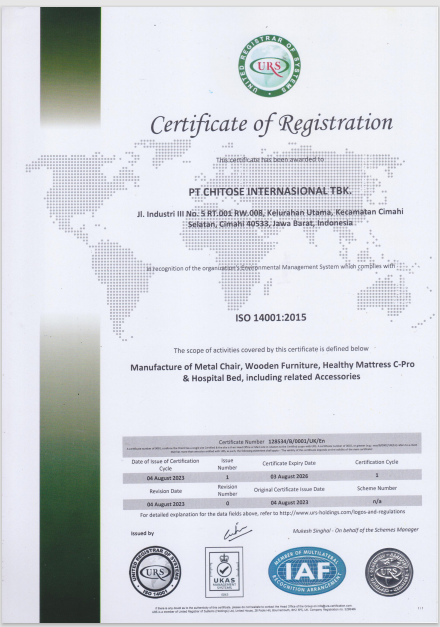 UNITED REGISTRAR OF SYSTEMS
URS
Certificate of Registration
This certificate has been awarded to
PT CHITOSE INTERNASIONAL TBK.
Jl. Industri III No. 5 RT.001 RW.008, Kelurahan Utama, Kecamatan Cimahi
Selatan, Cimahi 40533, Jawa Barat, Indonesia
in recognition of the organization's Environmental Management System which complies with
ISO 14001:2015
The scope of activities covered by this certificate is defined below
Manufacture of Metal Chair, Wooden Furniture, Healthy Mattress C-Pro
& Hospital Bed, including related Accessories
Certificate Number 128534/B/0001/UK/En
Date of Issue of Certification Cycle
Issue Number
Certificate Expiry Date
Certification Cycle
04 August 2023
1
03 August 2026
1
Revision Date
Revision Number
Original Certificate Issue Date
Scheme Number
04 August 2023
0
04 August 2023
n/a
For detailed explanation for the data fields above, refer to http://www.urs-holdings.com/logos-and-regulations
Issued by
Mukesh Singhal - On behalf of the Schemes Manager
UNITED REGISTRAR OF SYSTEMS
URS
ISO 14001
UKAS
MANAGEMENT
SYSTEMS
MEMBER OF MULTILATERAL
IAF
RECOGNITION ARRANGEMENT